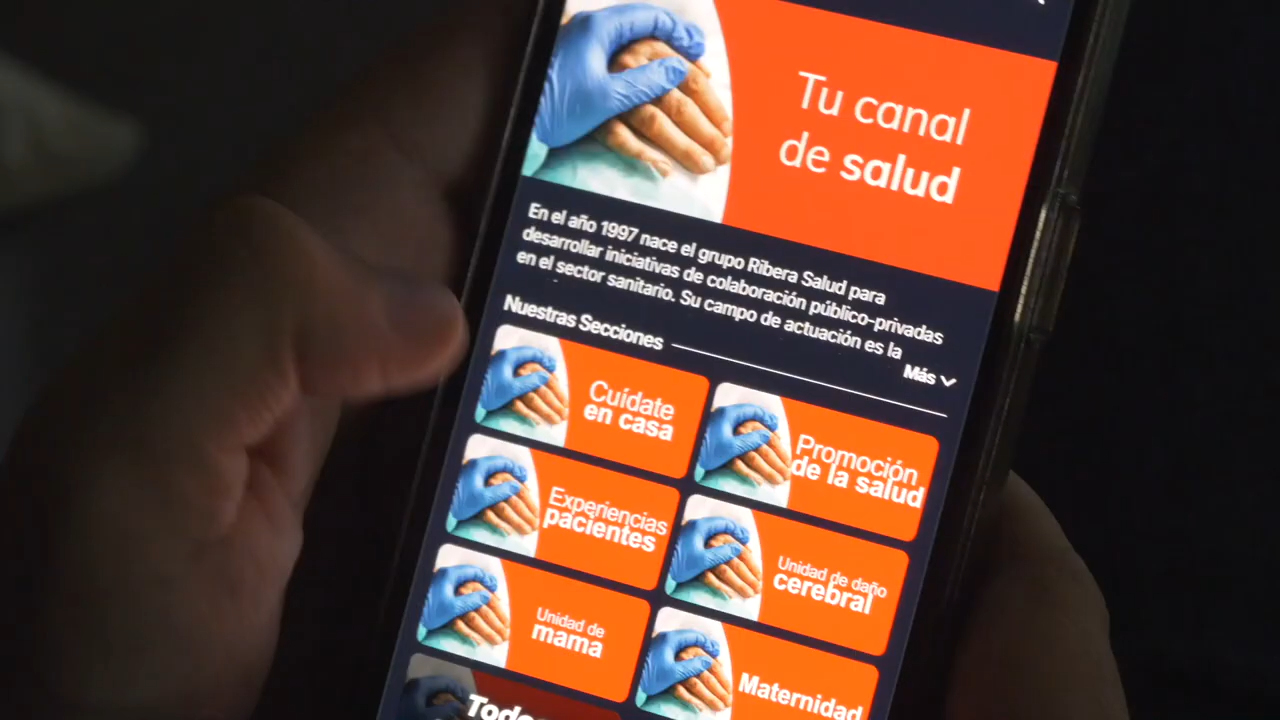 Tu canal
de salud
En el año 1997 nace el grupo Ribera Salud para
desarrollar iniciativas de colaboración público-privadas
en el sector sanitario. Su campo de actuación es la
Más
Nuestras Secciones
Cuídate
en casa
Promoción
de la salud
Experiencias
pacientes
Unidad de daño
cerebral
Unidad de
mama
Maternidad